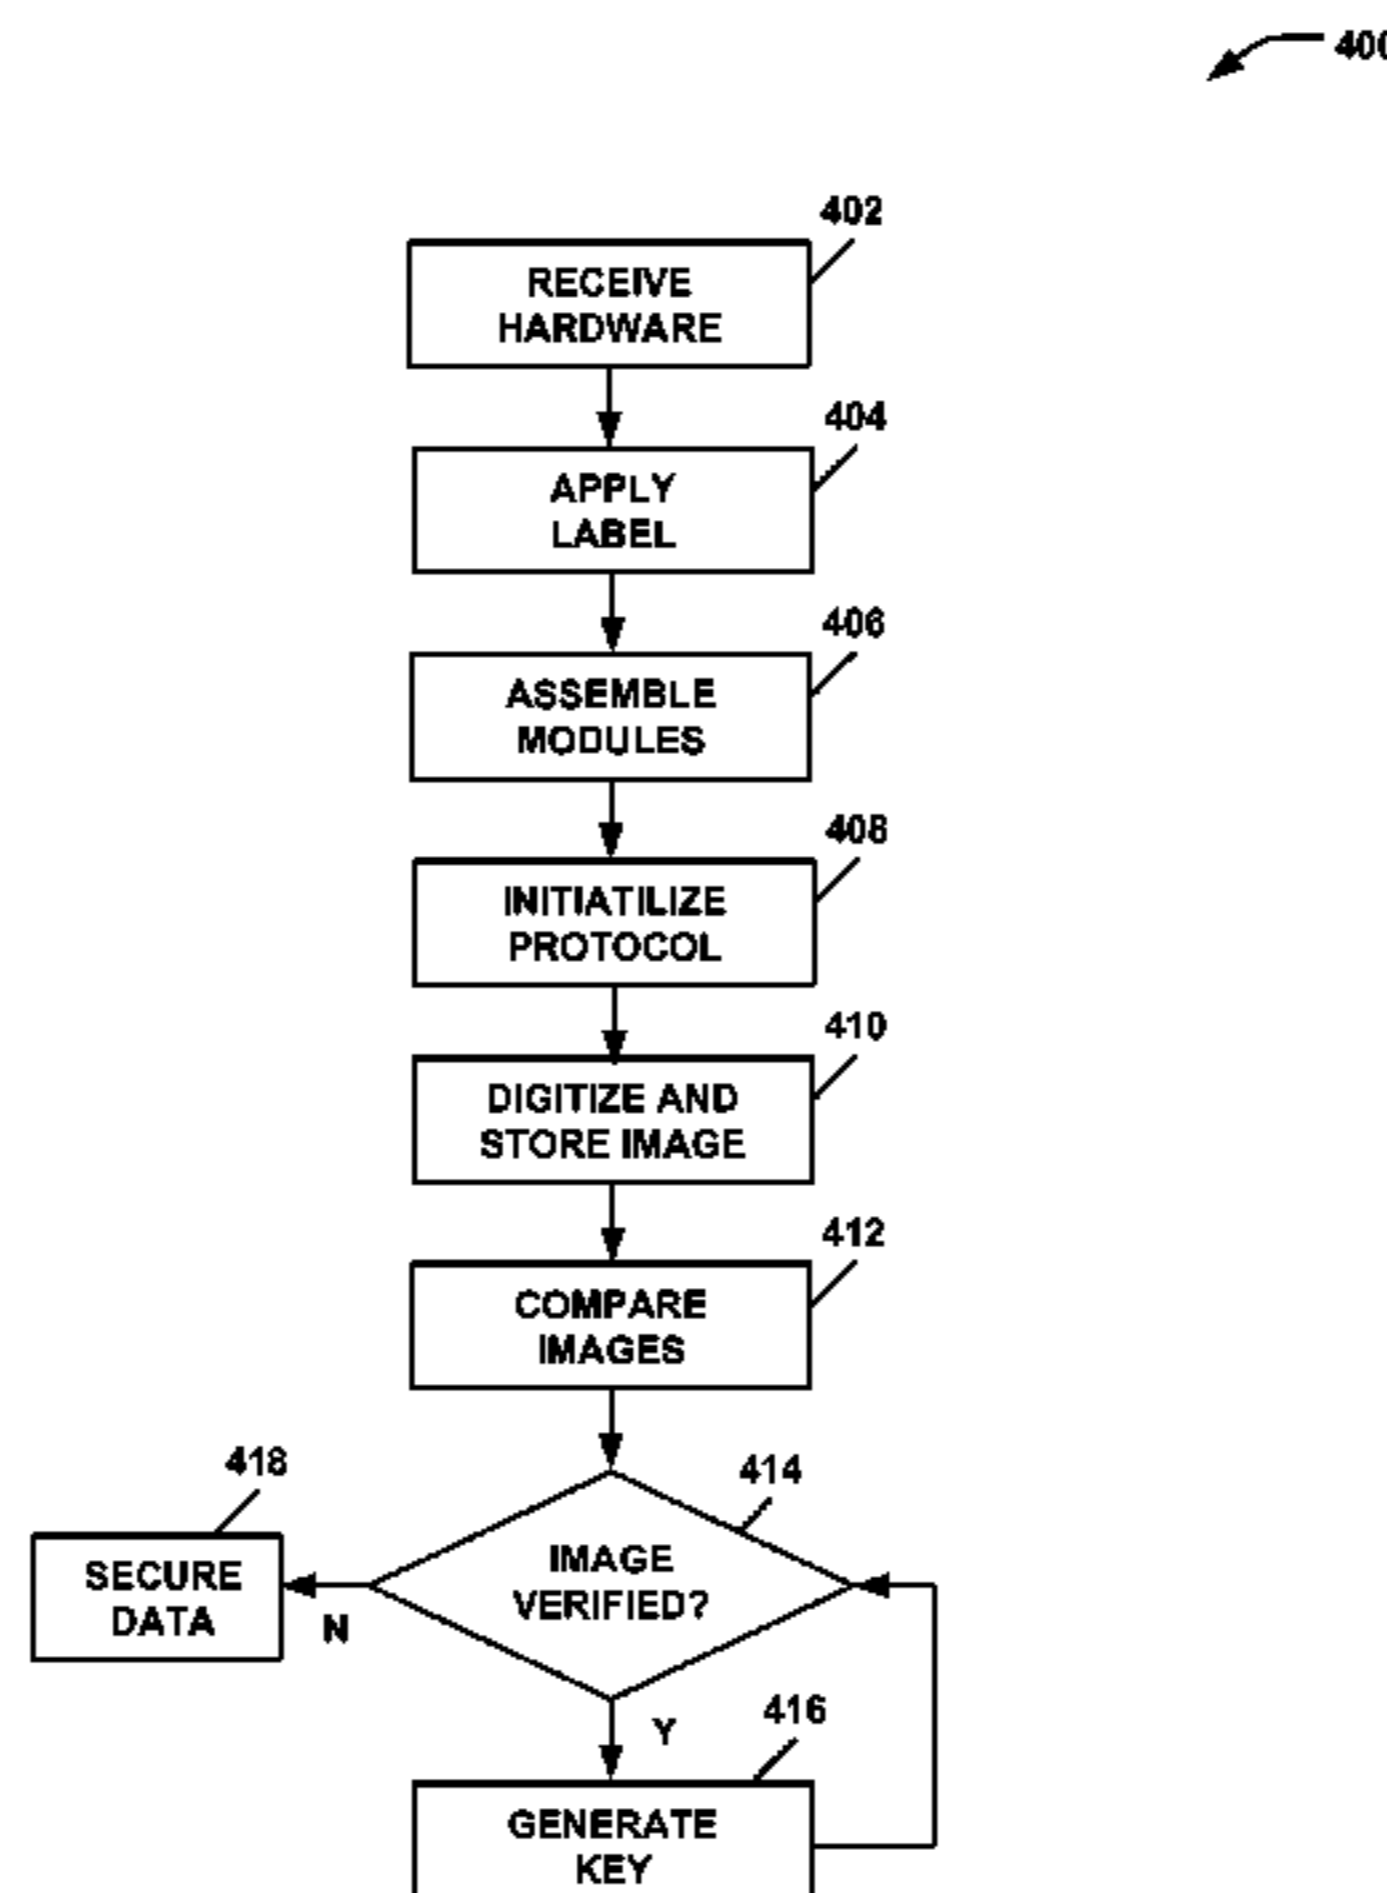 400
402
RECEIVE
HARDWARE
404
APPLY
LABEL
406
ASSEMBLE
MODULES
408
INITIATILIZE
PROTOCOL
410
DIGITIZE AND
STORE IMAGE
412
COMPARE
IMAGES
418
414
SECURE
DATA
N
IMAGE
VERIFIED?
Y
416
GENERATE
KEY